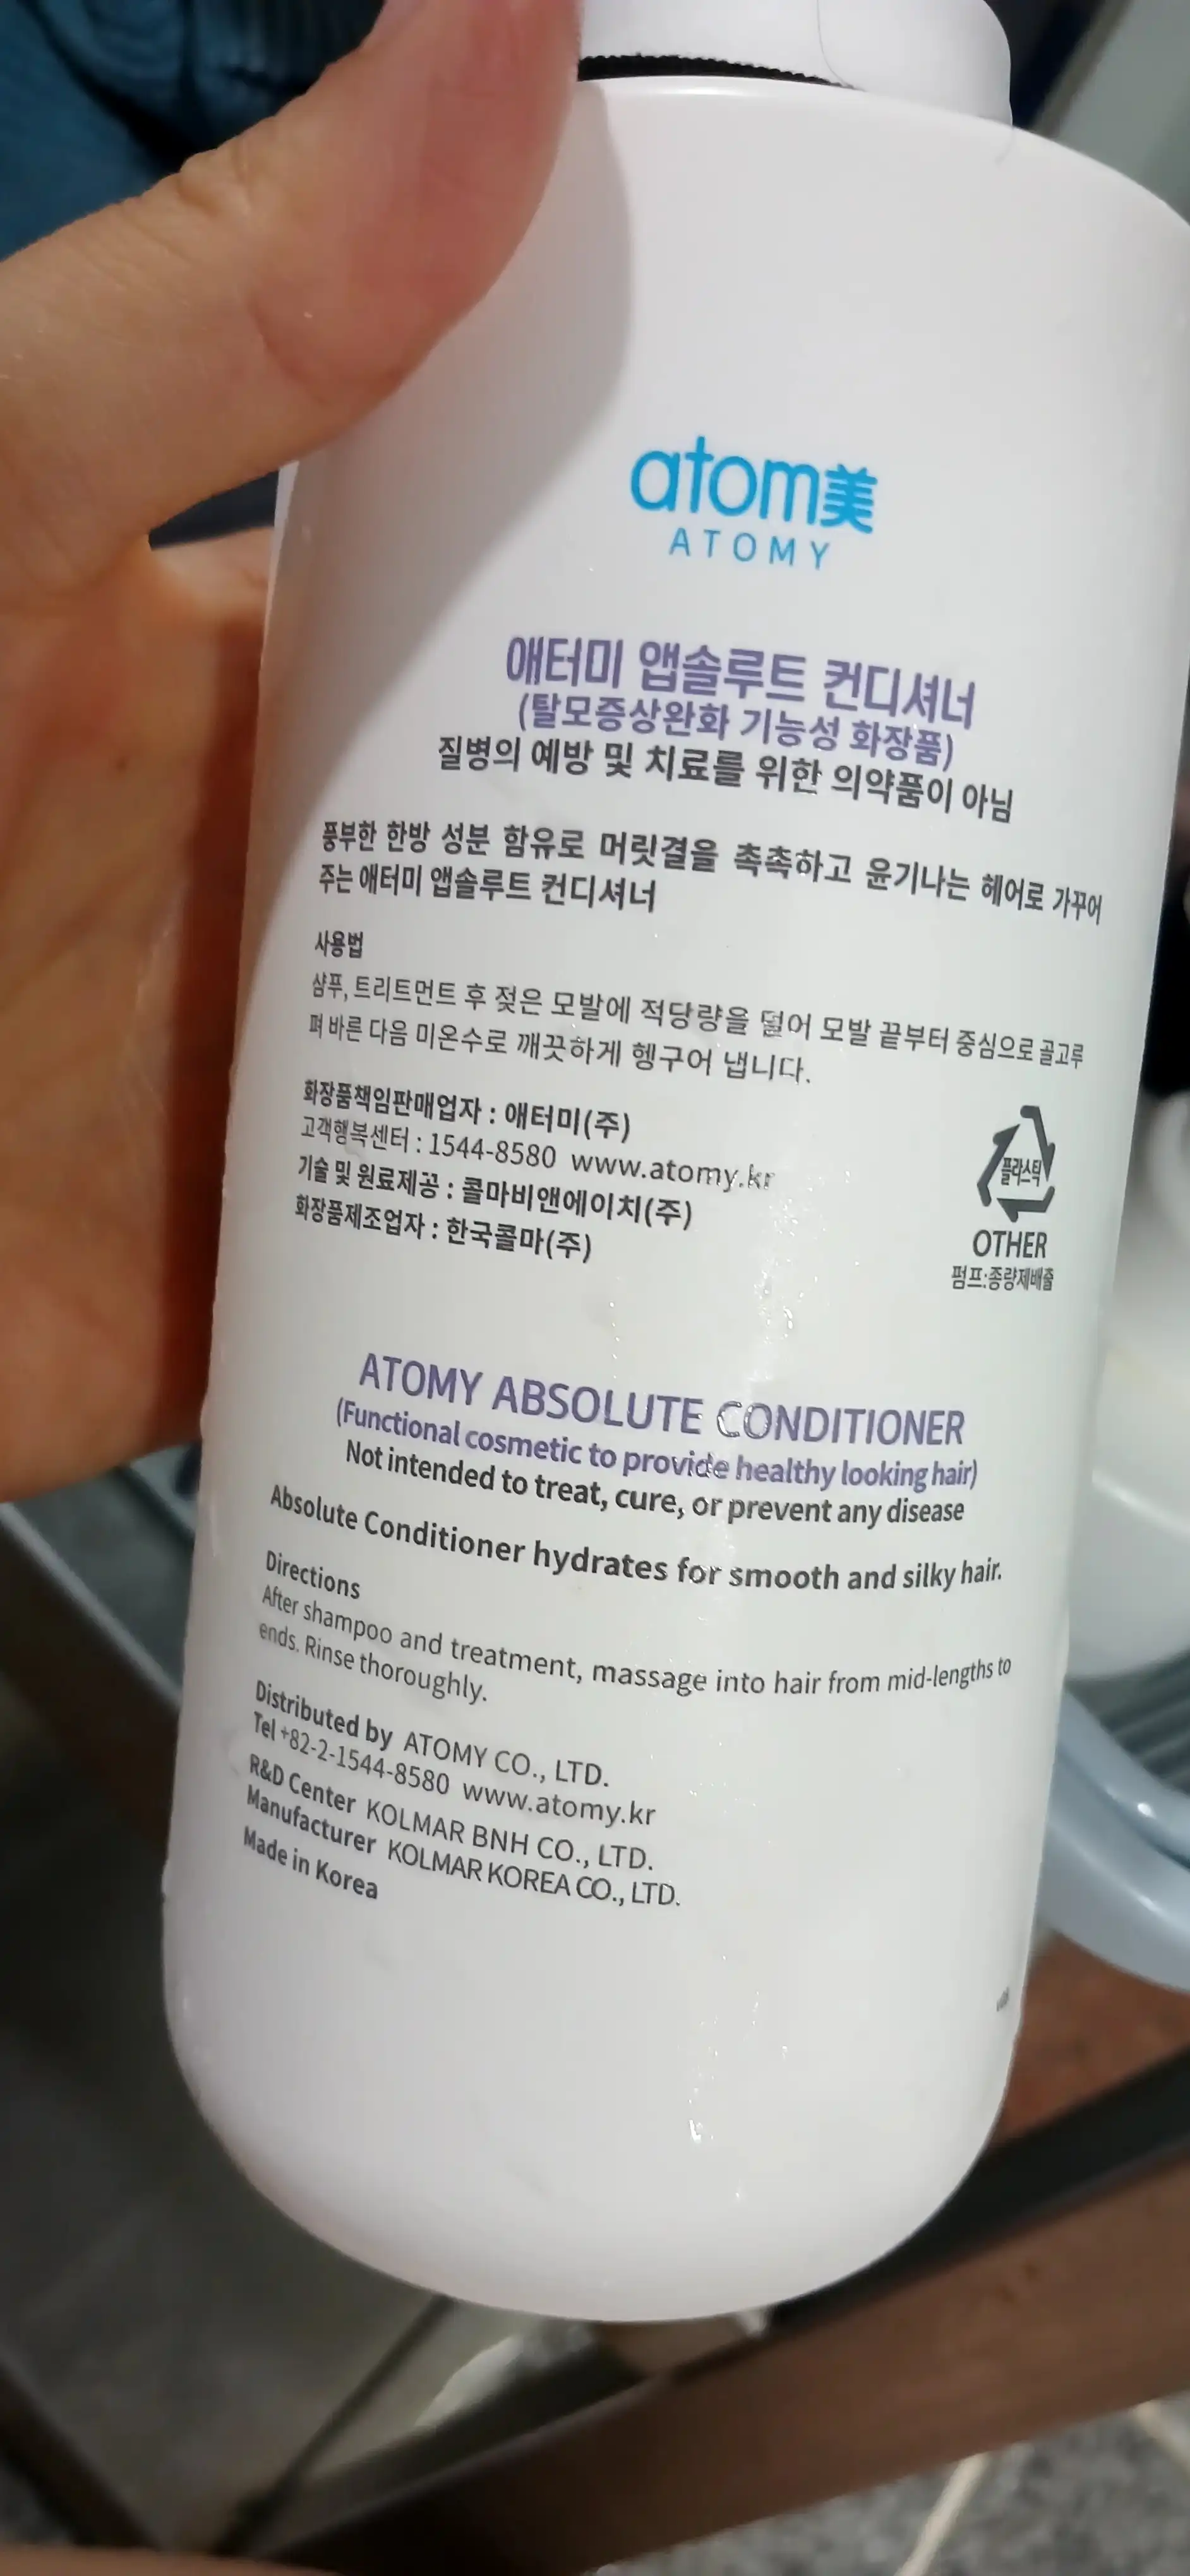 atom美
ATOMY
애터미 앱솔루트 컨디셔너
(탈모증상완화 기능성 화장품)
질병의 예방 및 치료를 위한 의약품이 아님
풍부한 한방 성분 함유로 머릿결을 촉촉하고 윤기나는 헤어로 가꾸어
주는 애터미 앱솔루트 컨디셔너
사용법
샴푸, 트리트먼트 후 젖은 모발에 적당량을 덜어 모발 끝부터 중심으로 골고루
펴 바른 다음 미온수로 깨끗하게 헹구어 냅니다.
화장품책임판매업자 : 애터미(주)
고객행복센터 : 1544-8580 www.atomy.kr
기술 및 원료제공 : 콜마비앤에이치(주)
화장품제조업자 : 한국콜마(주)
플라스틱
OTHER
펌프:종량제배출
ATOMY ABSOLUTE CONDITIONER
(Functional cosmetic to provide healthy looking hair)
Not intended to treat, cure, or prevent any disease
Absolute Conditioner hydrates for smooth and silky hair.
Directions
After shampoo and treatment, massage into hair from mid-lengths to
ends. Rinse thoroughly.
Distributed by ATOMY CO., LTD.
Tel +82-2-1544-8580 www.atomy.kr
R&D Center KOLMAR BNH CO., LTD.
Manufacturer KOLMAR KOREA CO., LTD.
Made in Korea